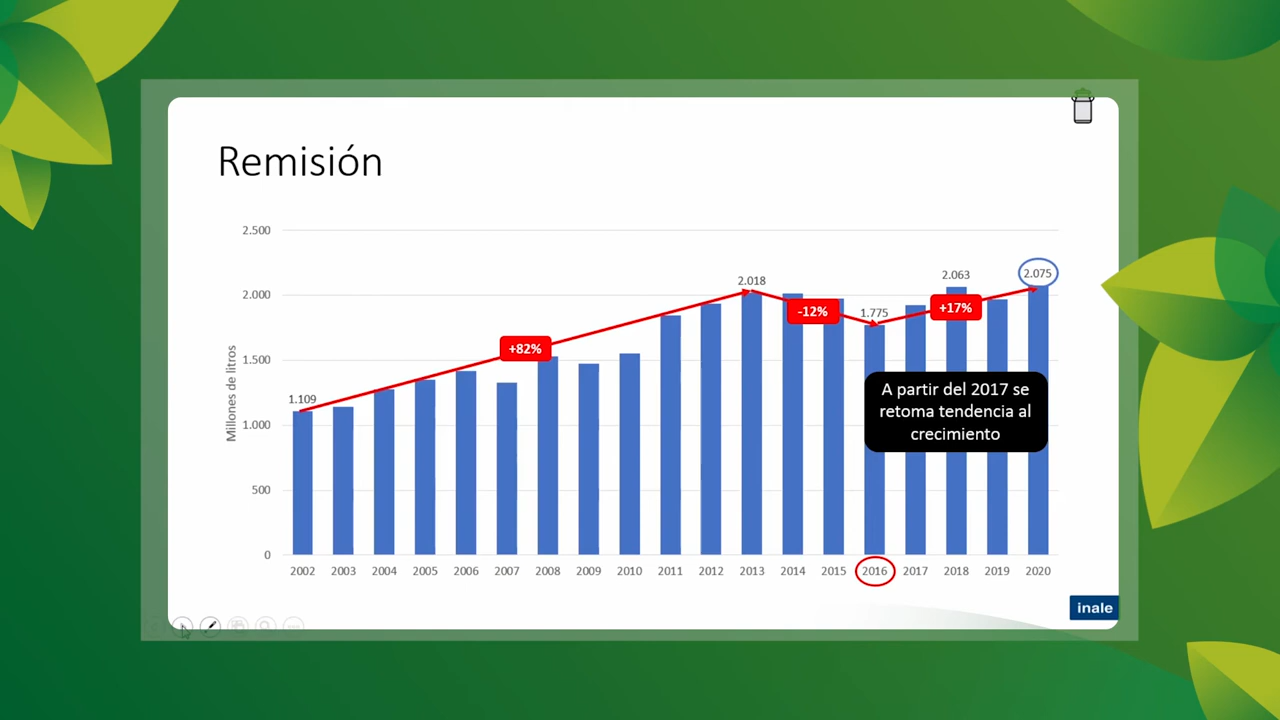 Remisión
Millones de litros
2.500
2.000
1.500
1.000
500
0
1.109
+82%
2.018
-12%
1.775
2.063
+17%
2.075
A partir del 2017 se
retoma tendencia al
crecimiento
2002 2003 2004 2005 2006 2007 2008 2009 2010 2011 2012 2013 2014 2015 2016 2017 2018 2019 2020
inale